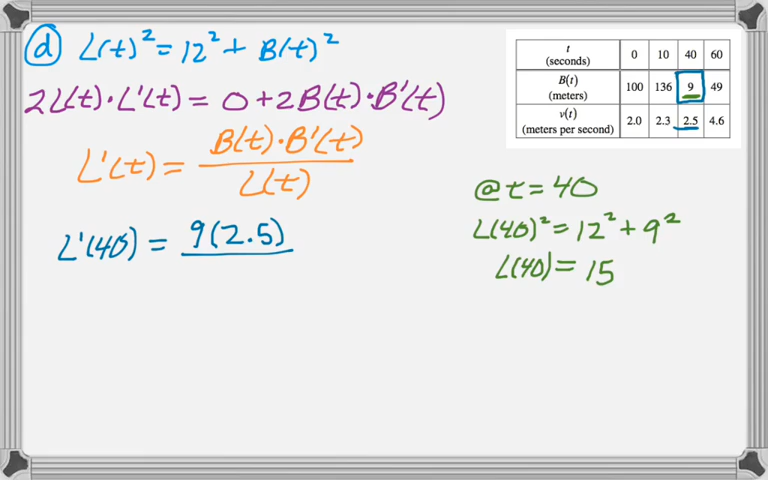 (d) L(t)² = 12² + B(t)²
2L(t)·L'(t) = 0 + 2B(t)·B'(t)
L'(t) = B(t)·B'(t) / L(t)
L'(40) = 9(2.5)
t (seconds) 0 10 40 60
B(t) (meters) 100 136 9 49
v(t) (meters per second) 2.0 2.3 2.5 4.6
@ t = 40
L(40)² = 12² + 9²
L(40) = 15